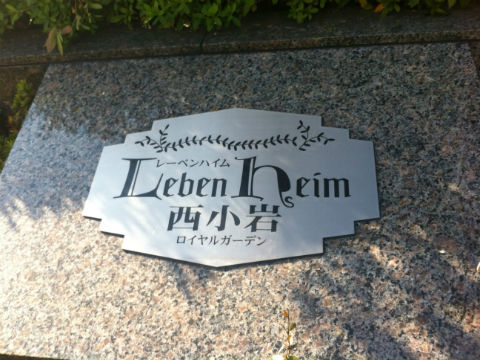 レーベンハイム
Leben heim
西小岩
ロイヤルガーデン